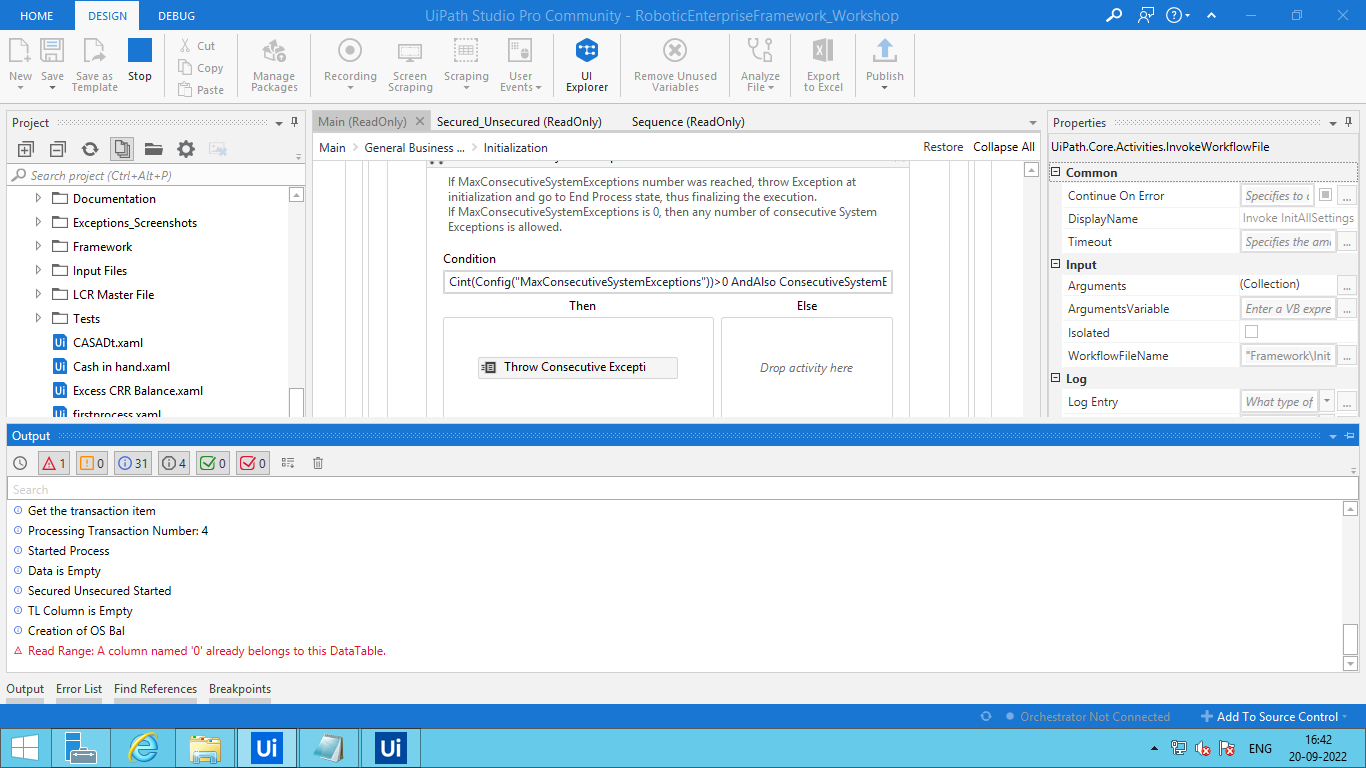 HOME DESIGN DEBUG UiPath Studio Pro Community - RoboticEnterpriseFramework_Workshop
New Save Save as Template Stop
Cut
Copy
Paste
Manage Packages
Recording Screen Scraping Scraping User Events
UI Explorer
Remove Unused Variables
Analyze File
Export to Excel
Publish
Project
Search project (Ctrl+Alt+P)
Documentation
Exceptions_Screenshots
Framework
Input Files
LCR Master File
Tests
CASADt.xaml
Cash in hand.xaml
Excess CRR Balance.xaml
firstprocess.xaml
Main (ReadOnly) Secured_Unsecured (ReadOnly) Sequence (ReadOnly)
Main > General Business ... > Initialization Restore Collapse All
If MaxConsecutiveSystemExceptions number was reached, throw Exception at
initialization and go to End Process state, thus finalizing the execution.
If MaxConsecutiveSystemExceptions is 0, then any number of consecutive System
Exceptions is allowed.
Condition
Cint(Config("MaxConsecutiveSystemExceptions"))>0 AndAlso ConsecutiveSystemE
Then Else
Throw Consecutive Excepti
Drop activity here
Properties
UiPath.Core.Activities.InvokeWorkflowFile
Common
Continue On Error Specifies to c ...
DisplayName Invoke InitAllSettings
Timeout Specifies the amo ...
Input
Arguments (Collection) ...
ArgumentsVariable Enter a VB expre ...
Isolated
WorkflowFileName "Framework\Init ...
Log
Log Entry What type of ...
Output
1 0 31 4 0 0
Search
Get the transaction item
Processing Transaction Number: 4
Started Process
Data is Empty
Secured Unsecured Started
TL Column is Empty
Creation of OS Bal
Read Range: A column named '0' already belongs to this DataTable.
Output Error List Find References Breakpoints
Orchestrator Not Connected Add To Source Control
Ui Ui
ENG
16:42
20-09-2022